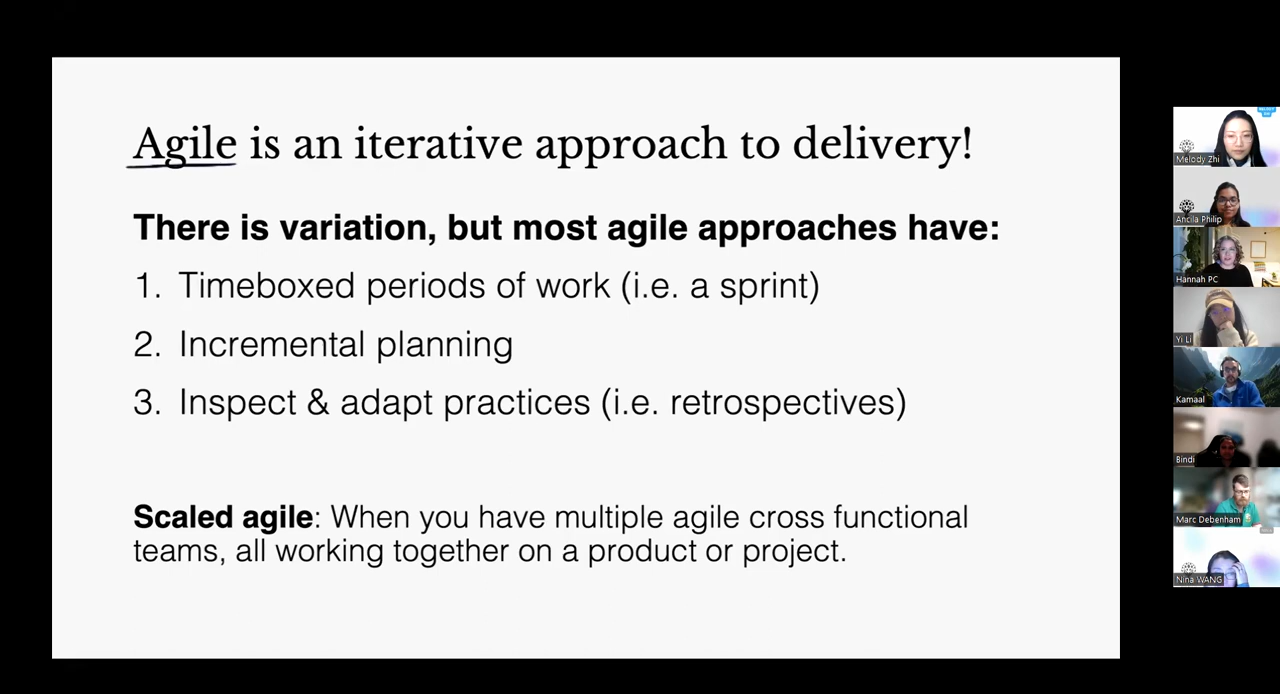 Agile is an iterative approach to delivery!
There is variation, but most agile approaches have:
1. Timeboxed periods of work (i.e. a sprint)
2. Incremental planning
3. Inspect & adapt practices (i.e. retrospectives)
Scaled agile: When you have multiple agile cross functional
teams, all working together on a product or project.
Melody Zhi
Ancila Philip
Hannah PC
Yi Li
Kamaal
Bindi
Marc Debenham
Nina WANG